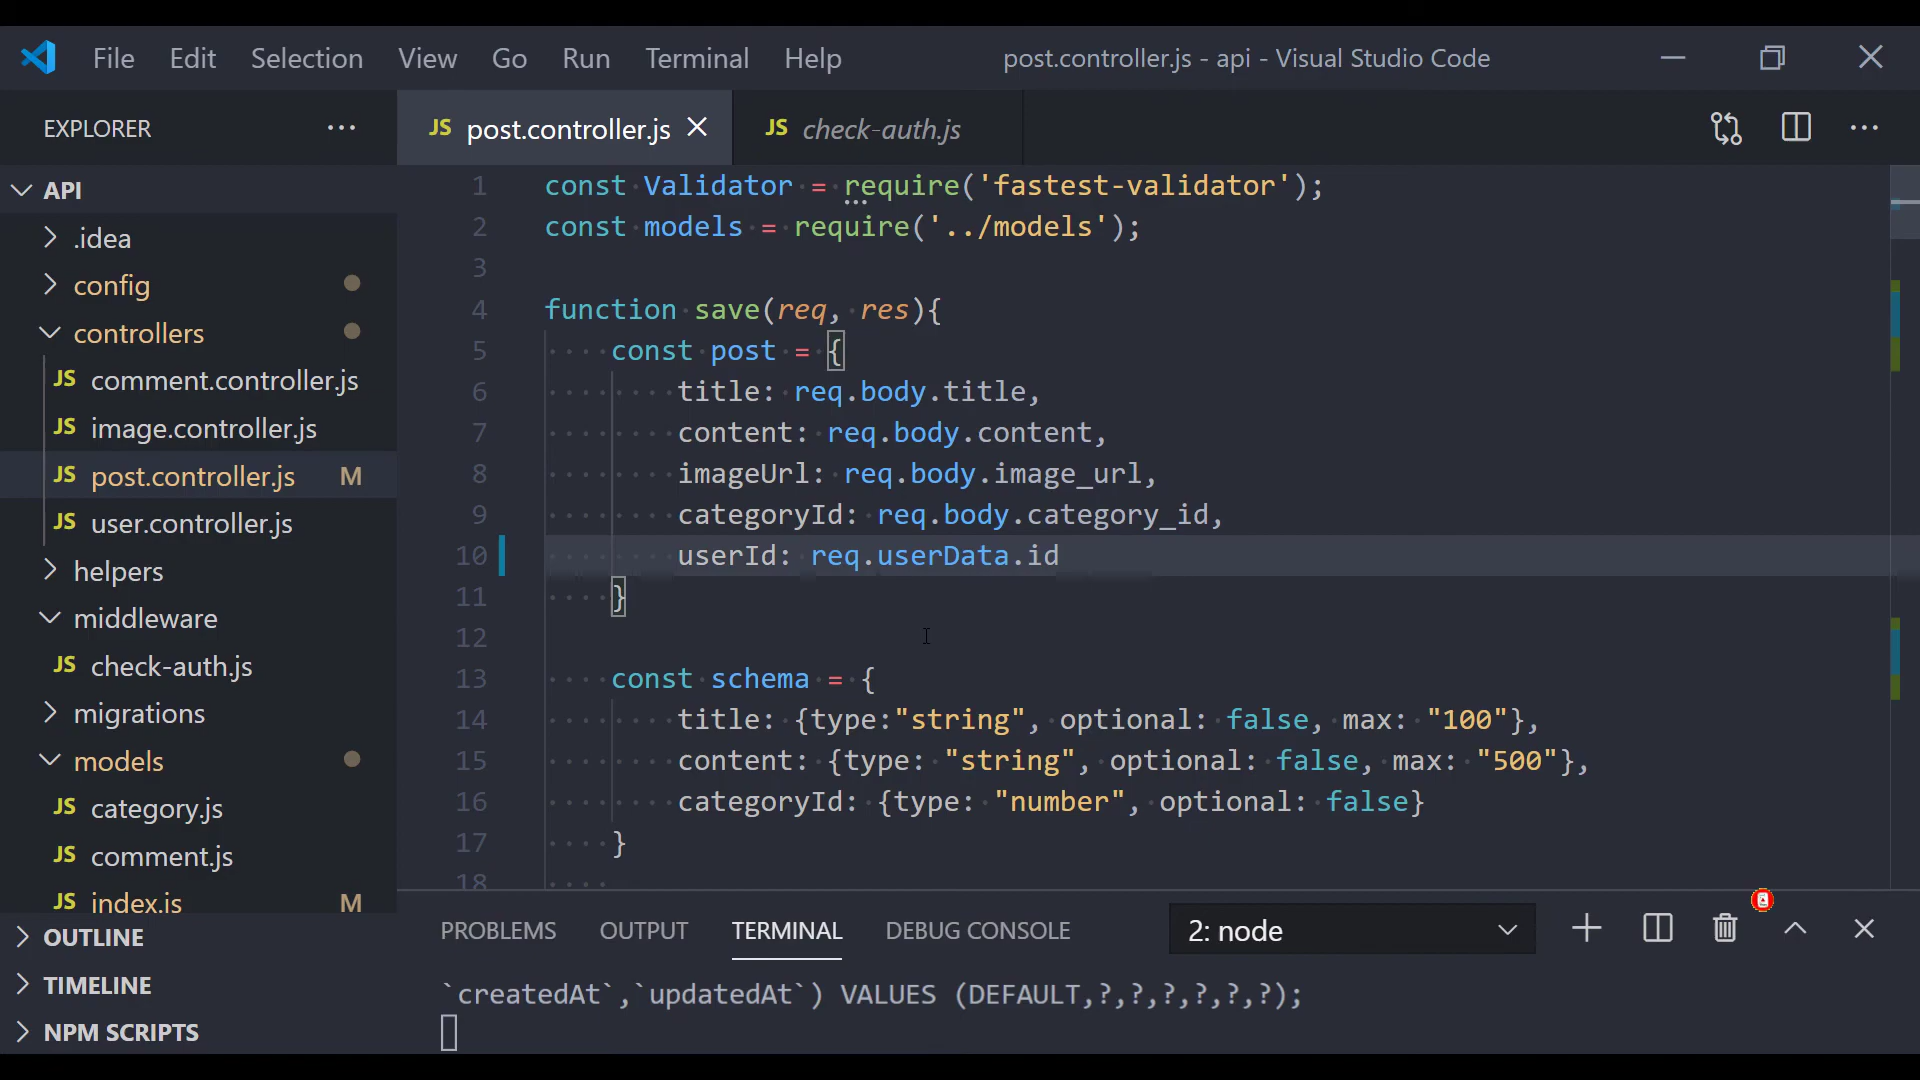 File Edit Selection View Go Run Terminal Help post.controller.js - api - Visual Studio Code
EXPLORER
JS post.controller.js
JS check-auth.js
API
.idea
config
controllers
JS comment.controller.js
JS image.controller.js
JS post.controller.js M
JS user.controller.js
helpers
middleware
JS check-auth.js
migrations
models
JS category.js
JS comment.js
JS index.js M
OUTLINE
TIMELINE
NPM SCRIPTS
1 const Validator = require('fastest-validator');
2 const models = require('../models');
3
4 function save(req, res){
5 const post = {
6 title: req.body.title,
7 content: req.body.content,
8 imageUrl: req.body.image_url,
9 categoryId: req.body.category_id,
10 userId: req.userData.id
11 }
12
13 const schema = {
14 title: {type:"string", optional: false, max: "100"},
15 content: {type: "string", optional: false, max: "500"},
16 categoryId: {type: "number", optional: false}
17 }
18
PROBLEMS OUTPUT TERMINAL DEBUG CONSOLE 2: node
`createdAt`,`updatedAt`) VALUES (DEFAULT,?,?,?,?,?,?);